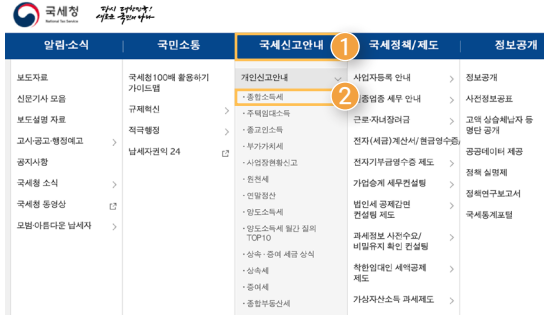 국세청
National Tax Service
다시 대한민국!
새로운 국민의 나라
알림·소식
국민소통
국세신고안내
1
국세정책/제도
정보공개
보도자료
신문기사 모음
보도설명 자료
고시·공고·행정예고
공지사항
국세청 소식
국세청 동영상
모범·아름다운 납세자
국세청100배 활용하기
가이드맵
규제혁신
적극행정
납세자권익 24
개인신고안내
2
- 종합소득세
- 주택임대소득
- 종교인소득
- 부가가치세
- 사업장현황신고
- 원천세
- 연말정산
- 양도소득세
- 양도소득세 월간 질의
TOP10
- 상속·증여 세금 상식
- 상속세
- 증여세
- 종합부동산세
사업자등록 안내
종업종 세무 안내
근로·자녀장려금
전자(세금)계산서/현금영수증
전자기부금영수증 제도
가업승계 세무컨설팅
법인세 공제감면
컨설팅 제도
과세정보 사전수요/
비밀유지 확인 컨설팅
착한임대인 세액공제
제도
가상자산소득 과세제도
정보공개
사전정보공표
고액 상습체납자 등
명단 공개
공공데이터 제공
정책 실명제
정책연구보고서
국세통계포털